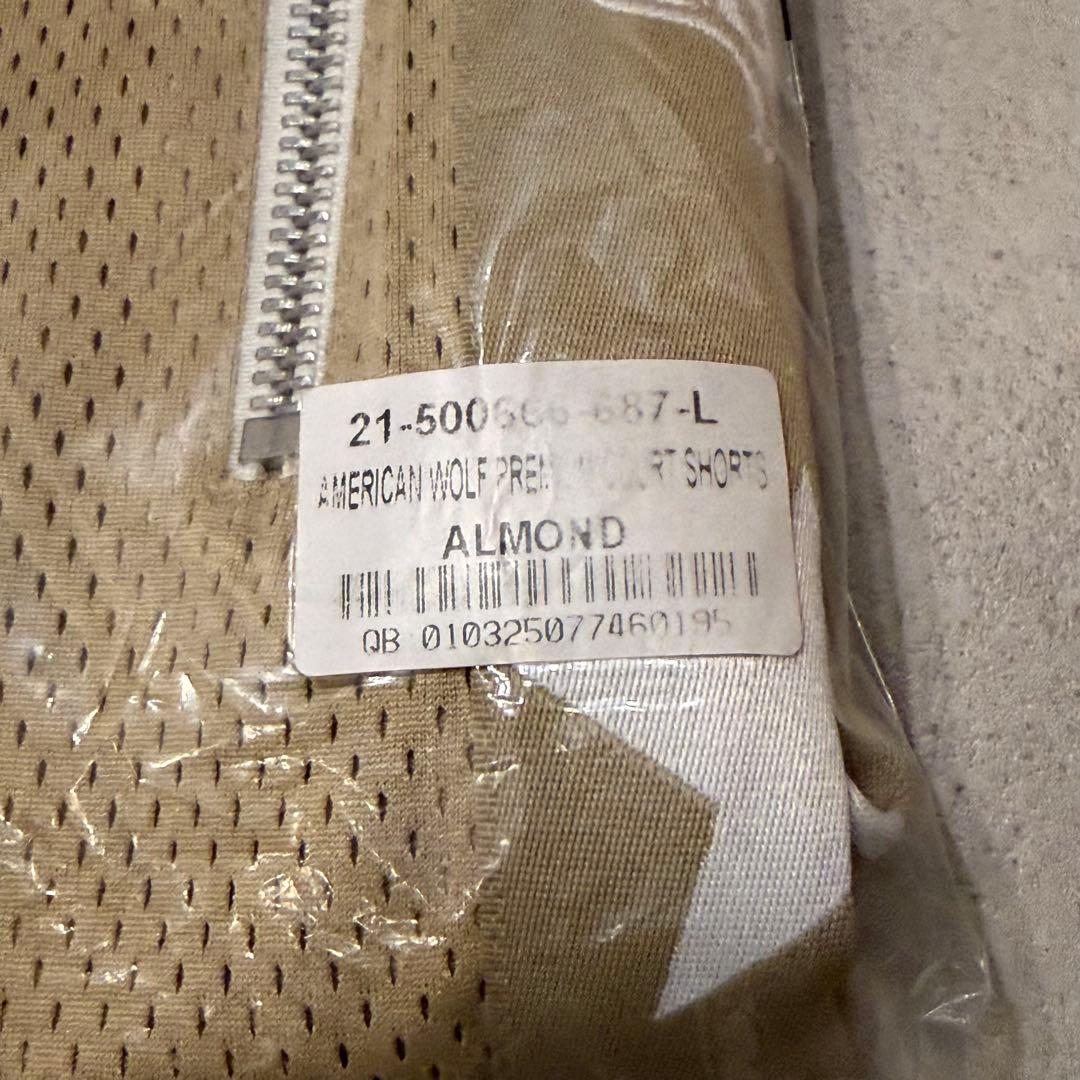 AMERICAN WOLF SHORTS
ALMOND
QB 010325077460195